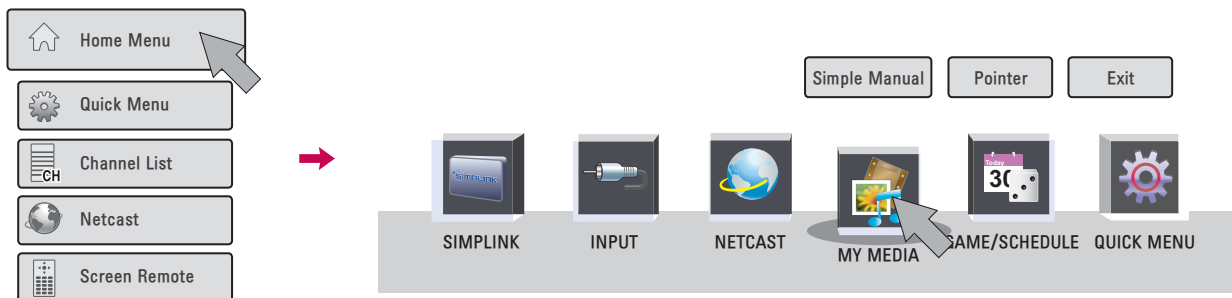 Home Menu
Quick Menu
CH
Channel List
Netcast
Screen Remote
Simple Manual
Pointer
Exit
SIMPLINK
Today
30
SIMPLINK
INPUT
NETCAST
MY MEDIA
GAME/SCHEDULE
QUICK MENU